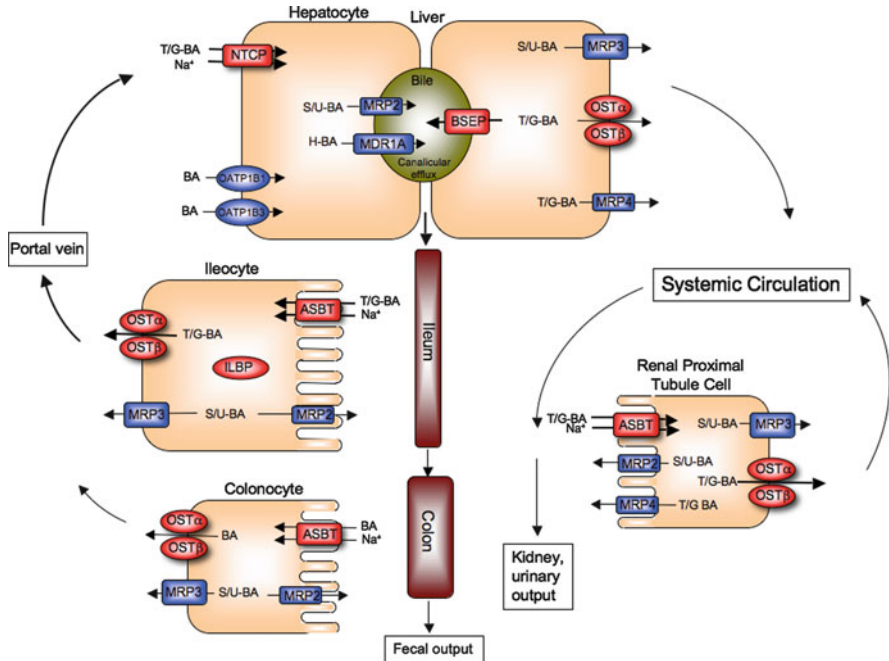 Hepatocyte Liver
T/G-BA
Na⁺
NTCP
S/U-BA
MRP2
H-BA
MDR1A
BA
OATP1B1
BA
OATP1B3
Bile
Canalicular
efflux
BSEP
T/G-BA
S/U-BA
MRP3
OSTα
OSTβ
T/G-BA
MRP4
Portal vein
Systemic Circulation
Ileocyte
OSTα
OSTβ
T/G-BA
ILBP
ASBT
T/G-BA
Na⁺
MRP3
S/U-BA
MRP2
Ileum
Colonocyte
OSTα
OSTβ
BA
ASBT
BA
Na⁺
MRP3
S/U-BA
MRP2
Colon
Fecal output
Renal Proximal
Tubule Cell
T/G-BA
Na⁺
ASBT
S/U-BA
MRP3
MRP2
S/U-BA
OSTα
OSTβ
T/G-BA
MRP4
T/G BA
Kidney,
urinary
output